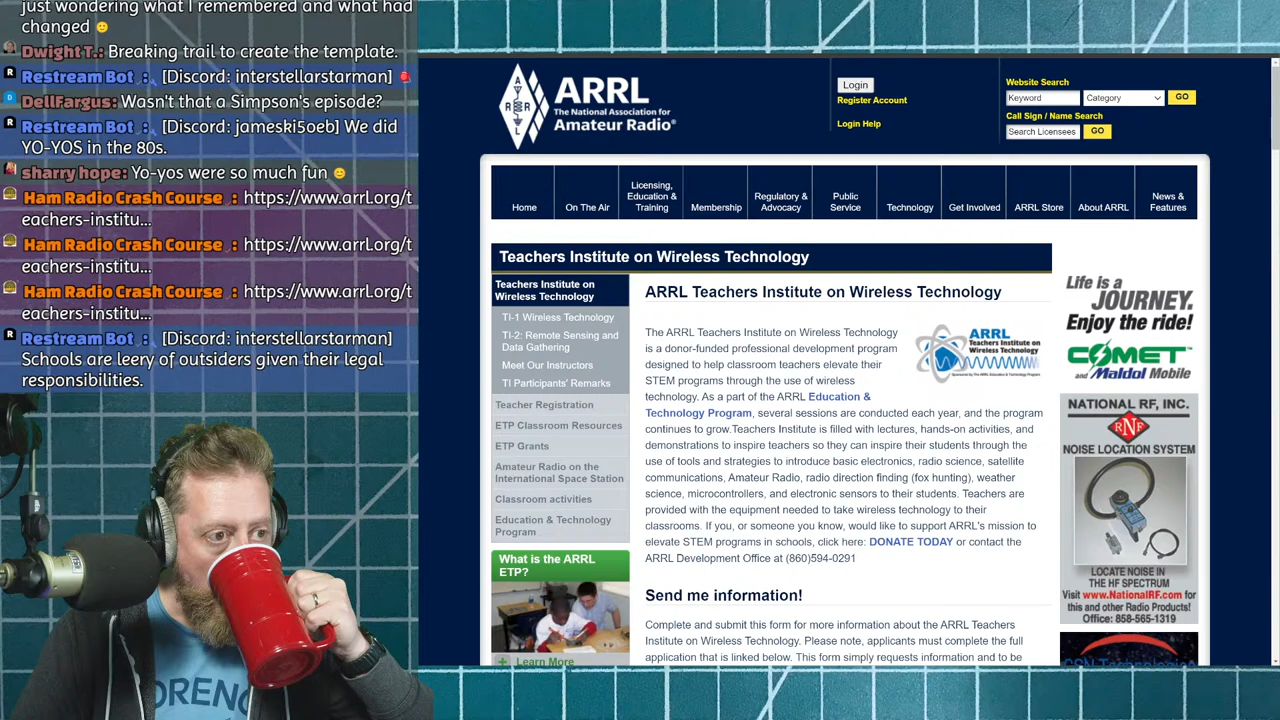 just wondering what I remembered and what had
changed
Dwight T.: Breaking trail to create the template.
Restream Bot : [Discord: interstellarstarman]
DellFargus: Wasn't that a Simpson's episode?
Restream Bot : [Discord: jameski5oeb] We did
YO-YOS in the 80s.
sharry hope: Yo-yos were so much fun
Ham Radio Crash Course : https://www.arrl.org/t
eachers-institu...
Ham Radio Crash Course : https://www.arrl.org/t
eachers-institu...
Ham Radio Crash Course : https://www.arrl.org/t
eachers-institu...
Restream Bot : [Discord: interstellarstarman]
Schools are leery of outsiders given their legal
responsibilities.
ARRL
The National Association for
Amateur Radio®
Login
Register Account
Login Help
Website Search
Keyword
Category
GO
Call Sign / Name Search
Search Licensees
GO
Home
On The Air
Licensing,
Education &
Training
Membership
Regulatory &
Advocacy
Public
Service
Technology
Get Involved
ARRL Store
About ARRL
News &
Features
Teachers Institute on Wireless Technology
Teachers Institute on
Wireless Technology
TI-1 Wireless Technology
TI-2: Remote Sensing and
Data Gathering
Meet Our Instructors
TI Participants' Remarks
Teacher Registration
ETP Classroom Resources
ETP Grants
Amateur Radio on the
International Space Station
Classroom activities
Education & Technology
Program
What is the ARRL
ETP?
Learn More
ARRL Teachers Institute on Wireless Technology
The ARRL Teachers Institute on Wireless Technology
is a donor-funded professional development program
designed to help classroom teachers elevate their
STEM programs through the use of wireless
technology. As a part of the ARRL Education &
Technology Program, several sessions are conducted each year, and the program
continues to grow.Teachers Institute is filled with lectures, hands-on activities, and
demonstrations to inspire teachers so they can inspire their students through the
use of tools and strategies to introduce basic electronics, radio science, satellite
communications, Amateur Radio, radio direction finding (fox hunting), weather
science, microcontrollers, and electronic sensors to their students. Teachers are
provided with the equipment needed to take wireless technology to their
classrooms. If you, or someone you know, would like to support ARRL's mission to
elevate STEM programs in schools, click here: DONATE TODAY or contact the
ARRL Development Office at (860)594-0291
ARRL
Teachers Institute on
Wireless Technology
Send me information!
Complete and submit this form for more information about the ARRL Teachers
Institute on Wireless Technology. Please note, applicants must complete the full
application that is linked below. This form simply requests information and to be
Life is a
JOURNEY.
Enjoy the ride!
COMET™
and Maldol Mobile
NATIONAL RF, INC.
RNF
NOISE LOCATION SYSTEM
LOCATE NOISE IN
THE HF SPECTRUM
Visit www.NationalRF.com for
this and other Radio Products!
Office: 858-565-1319